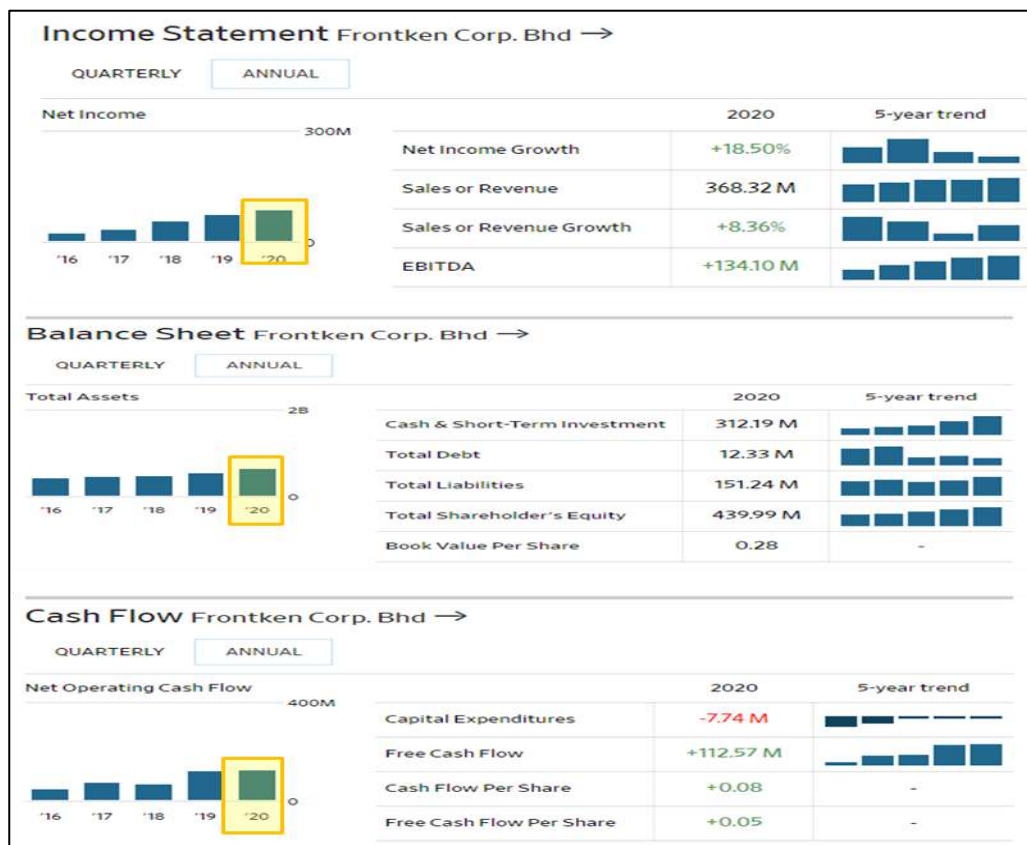 Income Statement Frontken Corp. Bhd →
QUARTERLY ANNUAL
Net Income 2020 5-year trend
300M
Net Income Growth +18.50%
Sales or Revenue 368.32 M
Sales or Revenue Growth +8.36%
0
'16 '17 '18 '19 '20
EBITDA +134.10 M
Balance Sheet Frontken Corp. Bhd →
QUARTERLY ANNUAL
Total Assets 2020 5-year trend
2B
Cash & Short-Term Investment 312.19 M
Total Debt 12.33 M
Total Liabilities 151.24 M
0
'16 '17 '18 '19 '20
Total Shareholder's Equity 439.99 M
Book Value Per Share 0.28 -
Cash Flow Frontken Corp. Bhd →
QUARTERLY ANNUAL
Net Operating Cash Flow 2020 5-year trend
400M
Capital Expenditures -7.74 M
Free Cash Flow +112.57 M
Cash Flow Per Share +0.08 -
0
'16 '17 '18 '19 '20
Free Cash Flow Per Share +0.05 -